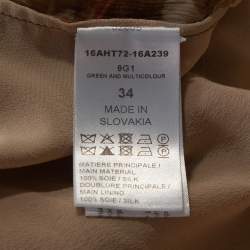 16AHT72-16A239
9G1
GREEN AND MULTICOLOUR
34
MADE IN
SLOVAKIA
MATIERE PRINCIPALE /
MAIN MATERIAL
100% SOIE / SILK
DOUBLURE PRINCIPALE /
MAIN LINING
100% SOIE / SILK